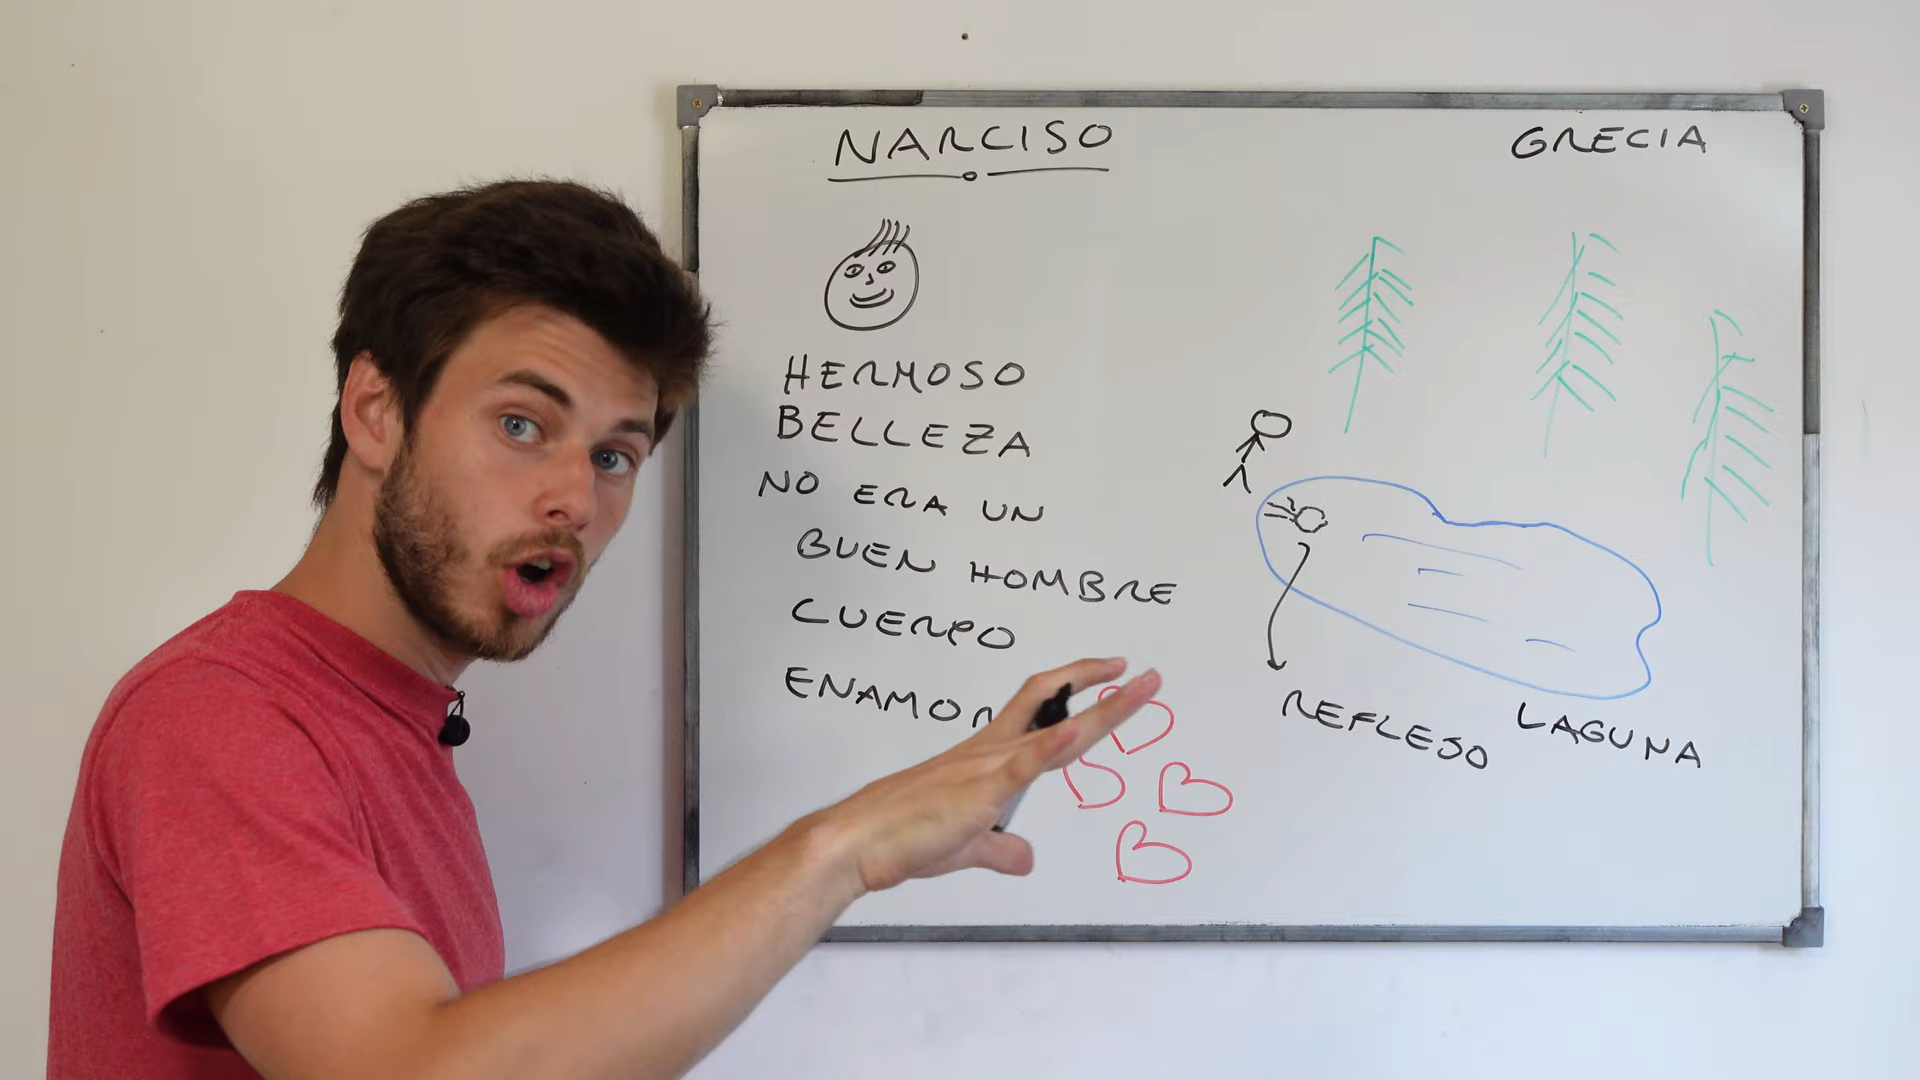 NARCISO
GRECIA
HERMOSO
BELLEZA
NO ERA UN
BUEN HOMBRE
CUERPO
REFLEJO
LAGUNA